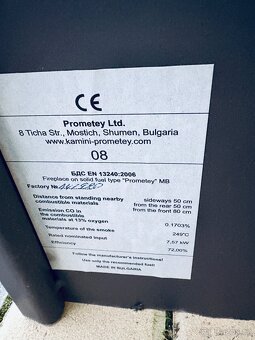 CE
Prometey Ltd.
8 Ticha Str., Mostich, Shumen, Bulgaria
www.kamini-prometey.com
08
БДС EN 13240:2006
Fireplace on solid fuel type "Prometey" MB
Factory №
Distance from standing nearby combustible materials
sideways 50 cm
from the rear 50 cm
from the front 80 cm
Emission CO in the combustible materials at 13% oxygen
0.1703%
Temperature of the smoke
249°C
Rated nominated input
7,57 kW
Efficiency
72,00%
Follow the manufacturer's instructions!
Use only the recommended fuel!
MADE IN BULGARIA